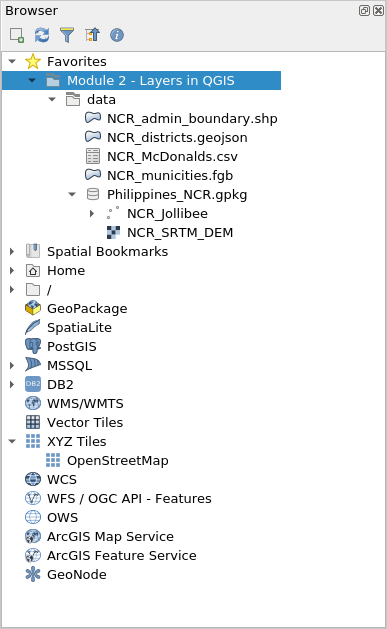 Browser
Favorites
Module 2 - Layers in QGIS
data
NCR_admin_boundary.shp
NCR_districts.geojson
NCR_McDonalds.csv
NCR_municities.fgb
Philippines_NCR.gpkg
NCR_Jollibee
NCR_SRTM_DEM
Spatial Bookmarks
Home
/
GeoPackage
SpatiaLite
PostGIS
MSSQL
DB2 DB2
WMS/WMTS
Vector Tiles
XYZ Tiles
OpenStreetMap
WCS
WFS / OGC API - Features
OWS
ArcGIS Map Service
ArcGIS Feature Service
GeoNode